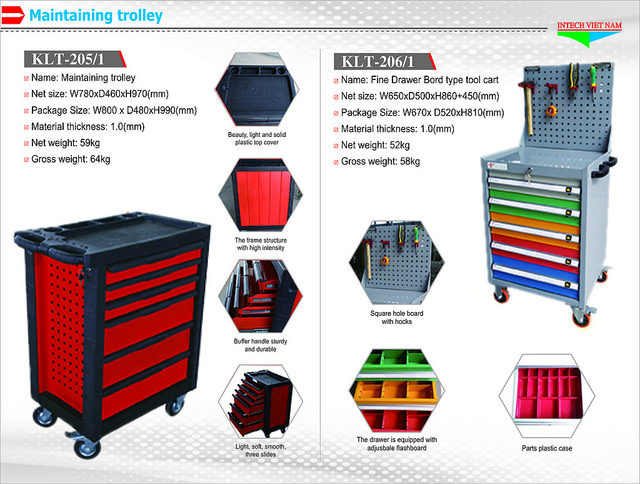 Maintaining trolley
INTECH VIET NAM
KLT-205/1
Name: Maintaining trolley
Net size: W780xD460xH970(mm)
Package Size: W800 x D480xH990(mm)
Material thickness: 1.0(mm)
Net weight: 59kg
Gross weight: 64kg
Beauty, light and solid
plastic top cover
The frame structure
with high intensity
Buffer handle sturdy
and durable
Light, soft, smooth,
three slides
KLT-206/1
Name: Fine Drawer Bord type tool cart
Net size: W650xD500xH860+450(mm)
Package Size: W670x D520xH810(mm)
Material thickness: 1.0(mm)
Net weight: 52kg
Gross weight: 58kg
Square hole board
with hocks
The drawer is equipped with
adjusbale flashboard
Parts plastic case